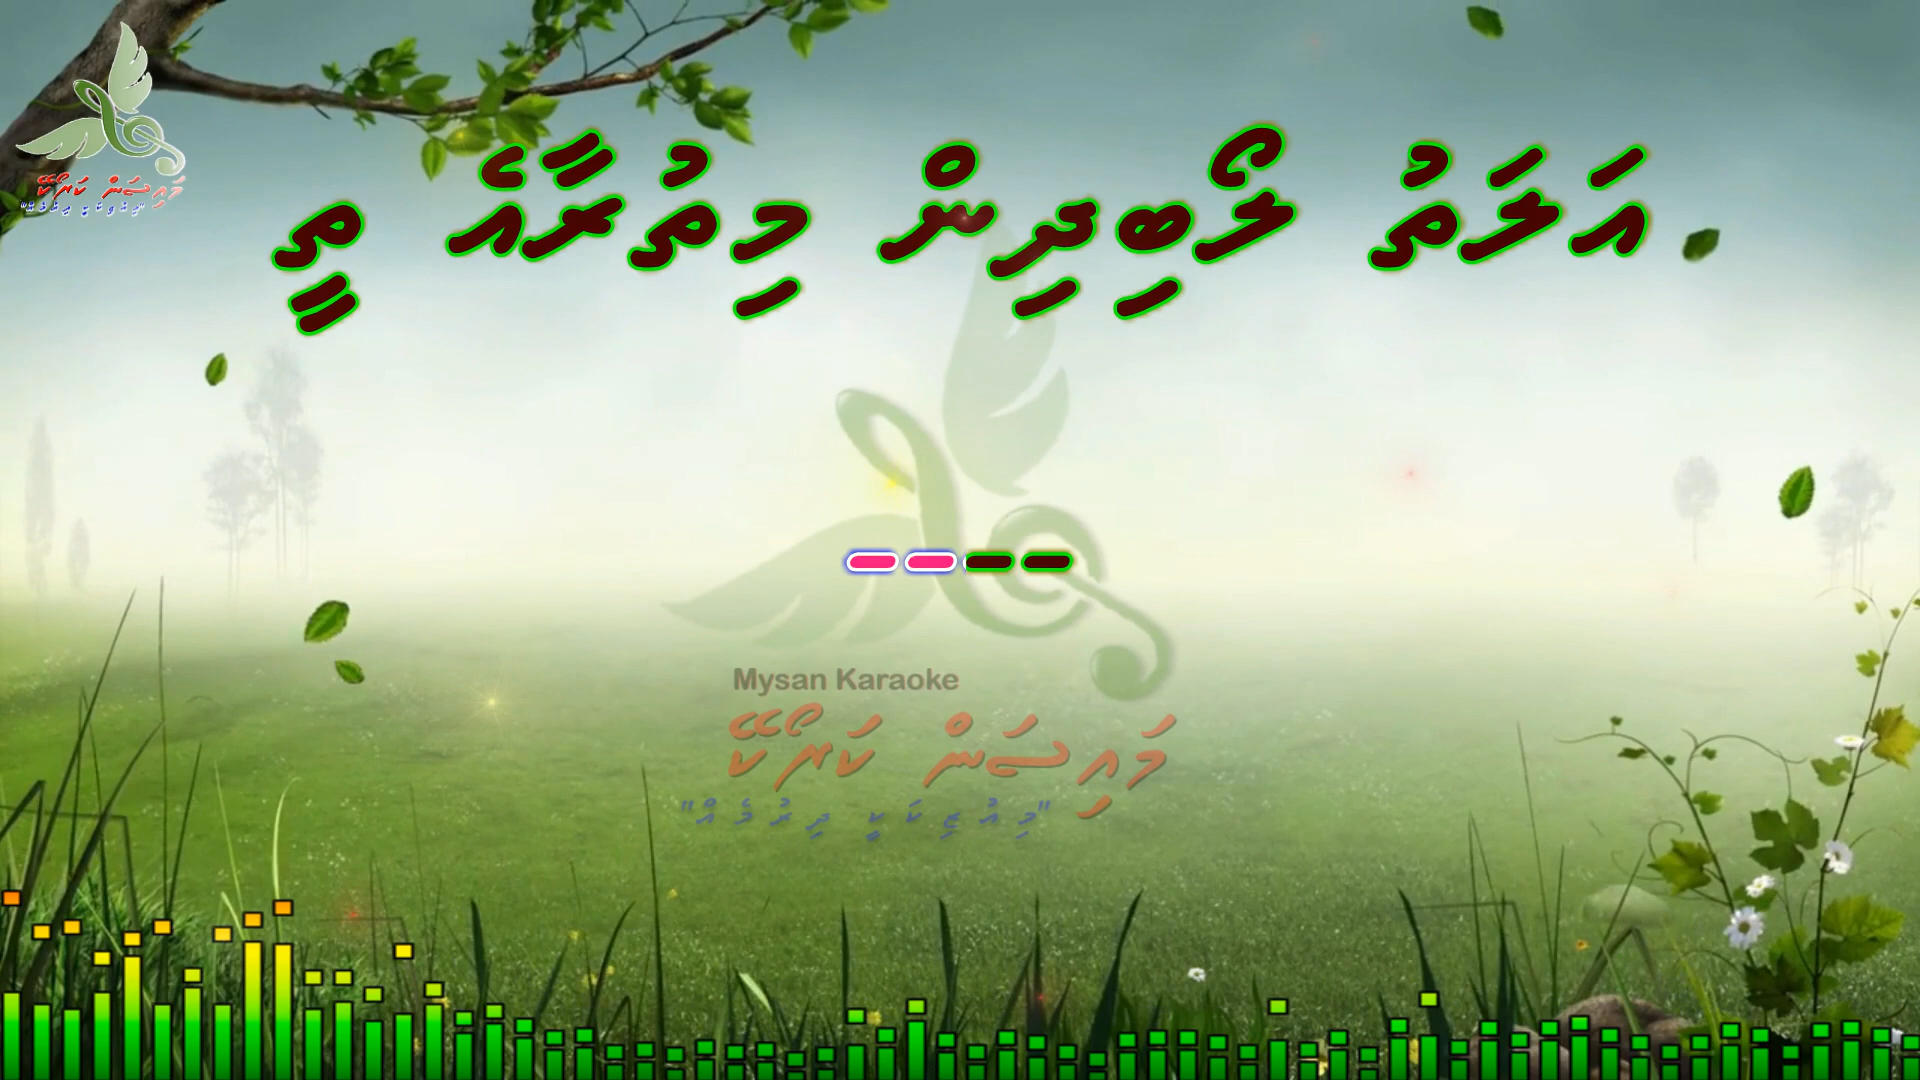 އަލަތު ލޯބިދިން މިތުރާއެ ތީ
މައިސަން ކަރޯކޭ
"މިއުޒިކަކީ ދިރުމެއް"
Mysan Karaoke
މައިސަން ކަރޯކޭ
"މިއުޒިކަކީ ދިރުމެއް"